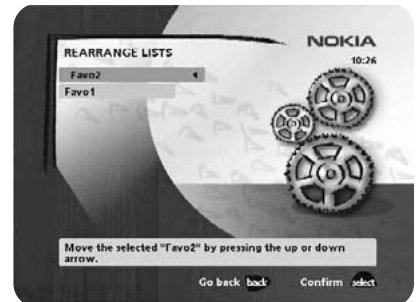 NOKIA
REARRANGE LISTS
10:26
Favo2
Favo1
Move the selected "Favo2" by pressing the up or down
arrow.
Go back back Confirm select